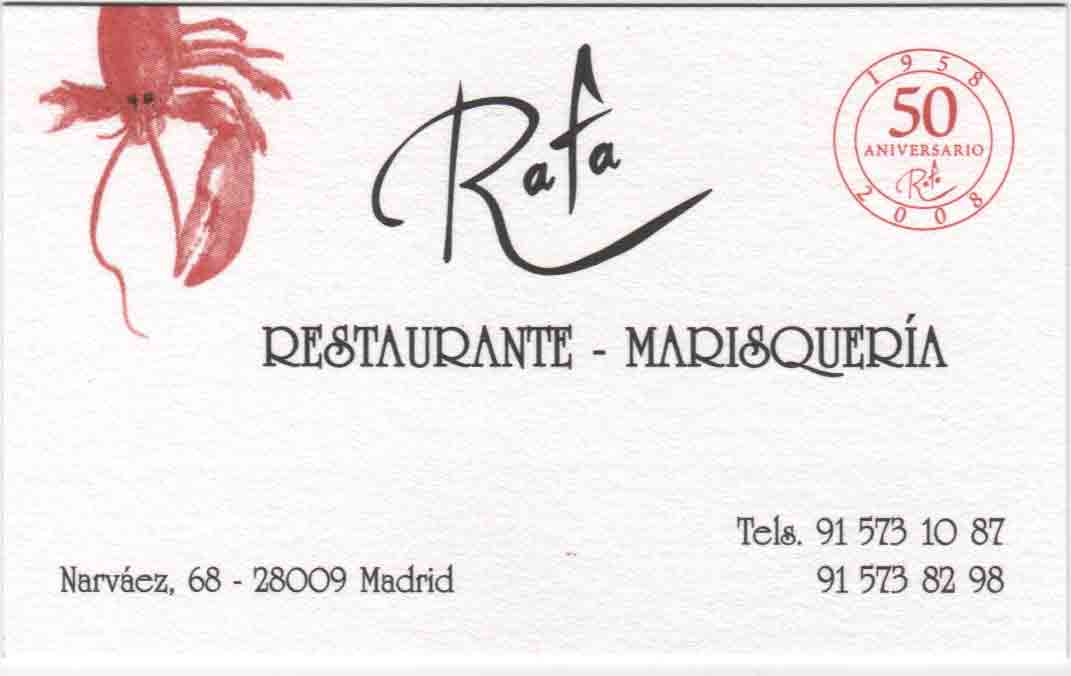 Rafa
1958
50
ANIVERSARIO
Rafa
2008
RESTAURANTE - MARISQUERÍA
Tels. 91 573 10 87
Narváez, 68 - 28009 Madrid
91 573 82 98